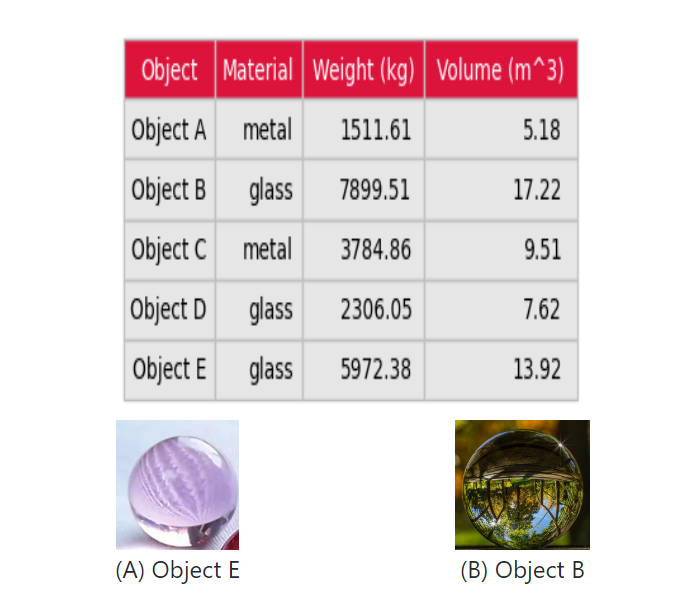 Object Material Weight (kg) Volume (m^3)
Object A metal 1511.61 5.18
Object B glass 7899.51 17.22
Object C metal 3784.86 9.51
Object D glass 2306.05 7.62
Object E glass 5972.38 13.92
(A) Object E (B) Object B